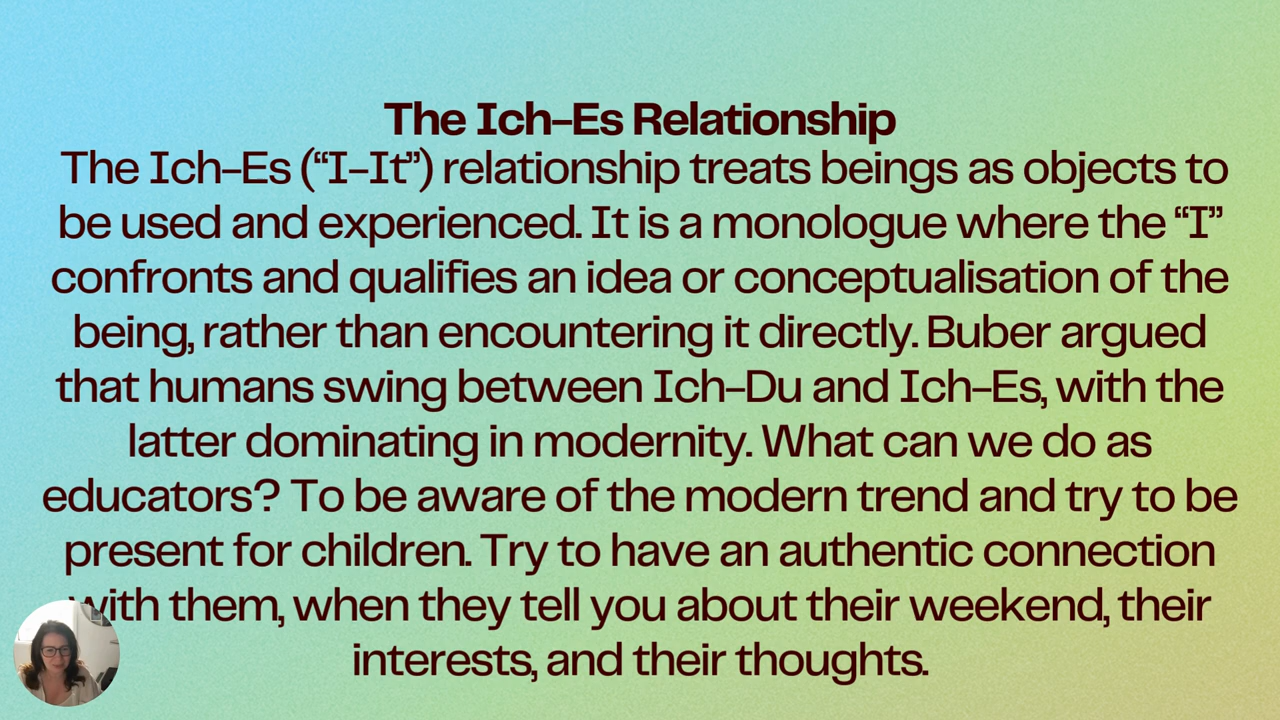 The Ich–Es Relationship
The Ich–Es (“I–It”) relationship treats beings as objects to
be used and experienced. It is a monologue where the “I”
confronts and qualifies an idea or conceptualisation of the
being, rather than encountering it directly. Buber argued
that humans swing between Ich–Du and Ich–Es, with the
latter dominating in modernity. What can we do as
educators? To be aware of the modern trend and try to be
present for children. Try to have an authentic connection
with them, when they tell you about their weekend, their
interests, and their thoughts.